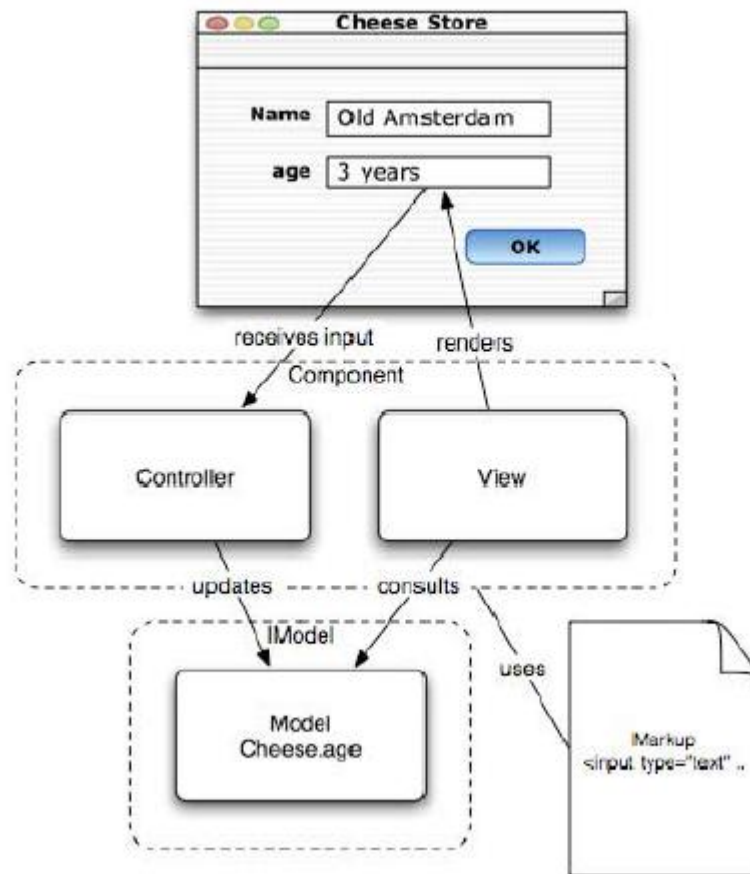 Cheese Store
Name
Old Amsterdam
age
3 years
OK
receives input
renders
Component
Controller
View
updates
consults
IModel
uses
Model
Cheese.age
Markup
<input type="text" ..